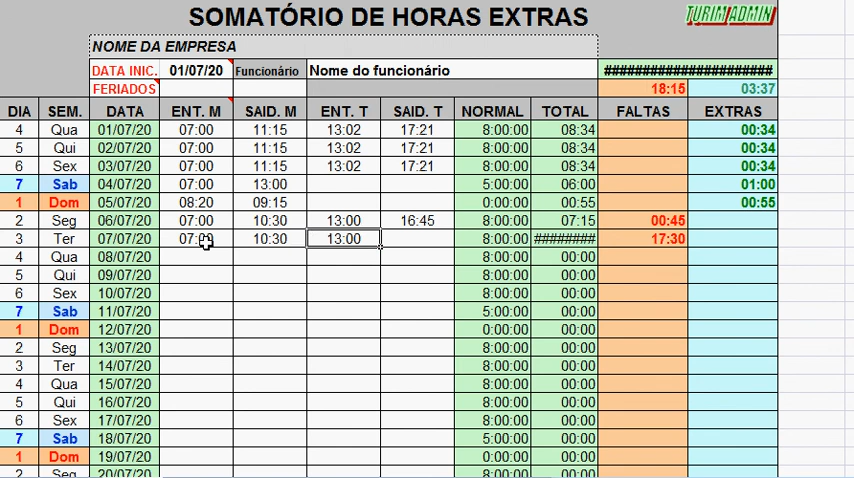 SOMATÓRIO DE HORAS EXTRAS TURIM ADMIN
NOME DA EMPRESA
DATA INIC. 01/07/20 Funcionário Nome do funcionário #####################
FERIADOS 18:15 03:37
DIA SEM. DATA ENT. M SAID. M ENT. T SAID. T NORMAL TOTAL FALTAS EXTRAS
4 Qua 01/07/20 07:00 11:15 13:02 17:21 8:00:00 08:34 00:34
5 Qui 02/07/20 07:00 11:15 13:02 17:21 8:00:00 08:34 00:34
6 Sex 03/07/20 07:00 11:15 13:02 17:21 8:00:00 08:34 00:34
7 Sab 04/07/20 07:00 13:00 5:00:00 06:00 01:00
1 Dom 05/07/20 08:20 09:15 0:00:00 00:55 00:55
2 Seg 06/07/20 07:00 10:30 13:00 16:45 8:00:00 07:15 00:45
3 Ter 07/07/20 07:00 10:30 13:00 8:00:00 ######### 17:30
4 Qua 08/07/20 8:00:00 00:00
5 Qui 09/07/20 8:00:00 00:00
6 Sex 10/07/20 8:00:00 00:00
7 Sab 11/07/20 5:00:00 00:00
1 Dom 12/07/20 0:00:00 00:00
2 Seg 13/07/20 8:00:00 00:00
3 Ter 14/07/20 8:00:00 00:00
4 Qua 15/07/20 8:00:00 00:00
5 Qui 16/07/20 8:00:00 00:00
6 Sex 17/07/20 8:00:00 00:00
7 Sab 18/07/20 5:00:00 00:00
1 Dom 19/07/20 0:00:00 00:00
2 Seg 20/07/20 8:00:00 00:00